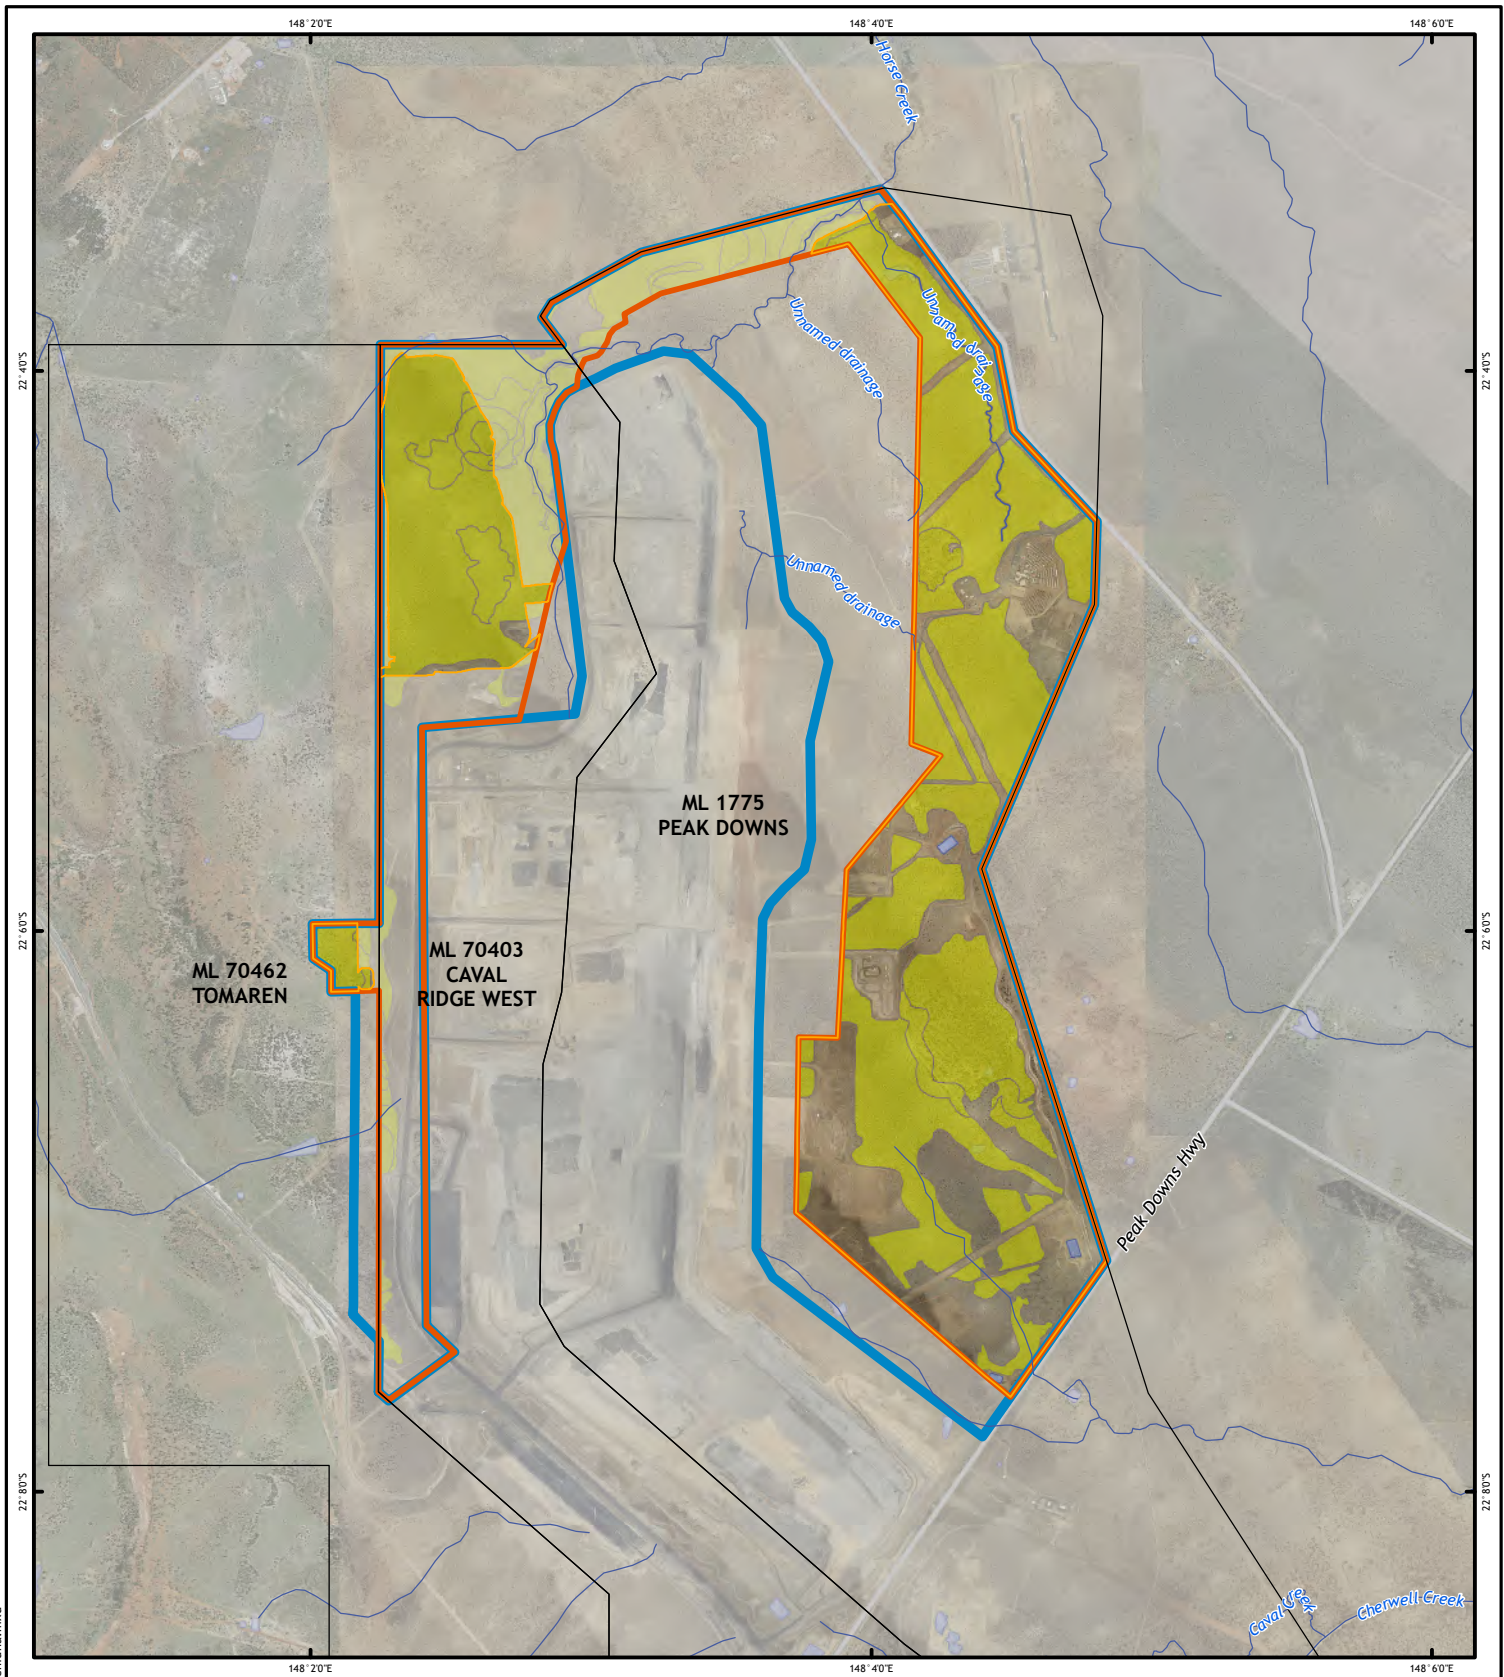 148°2'0"E
148°4'0"E
148°6'0"E
Horse Creek
Unnamed drainage
Unnamed drainage
22°4'0"S
22°4'0"S
Unnamed drainage
ML 1775
PEAK DOWNS
22°6'0"S
22°6'0"S
ML 70462
TOMAREN
ML 70403
CAVAL
RIDGE WEST
Peak Downs Hwy
22°8'0"S
22°8'0"S
Caval Creek
Cherwell Creek
148°2'0"E
148°4'0"E
148°6'0"E